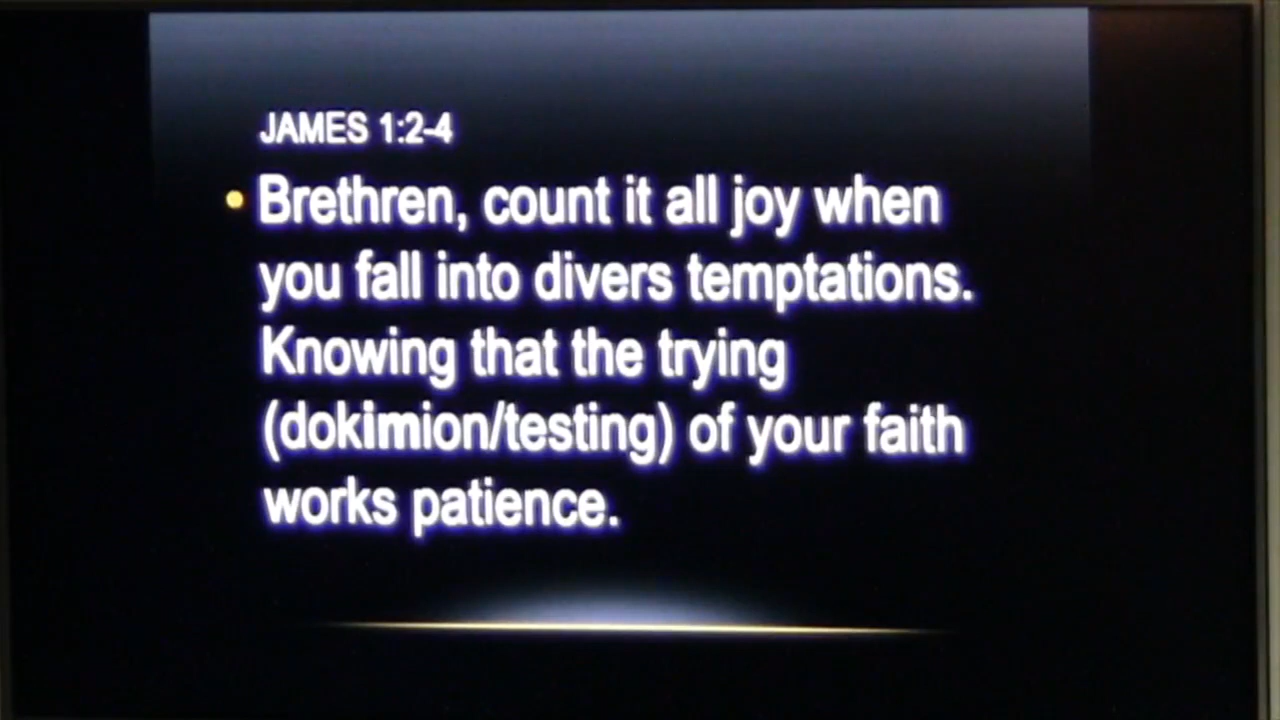 JAMES 1:2-4
• Brethren, count it all joy when
you fall into divers temptations.
Knowing that the trying
(dokimion/testing) of your faith
works patience.